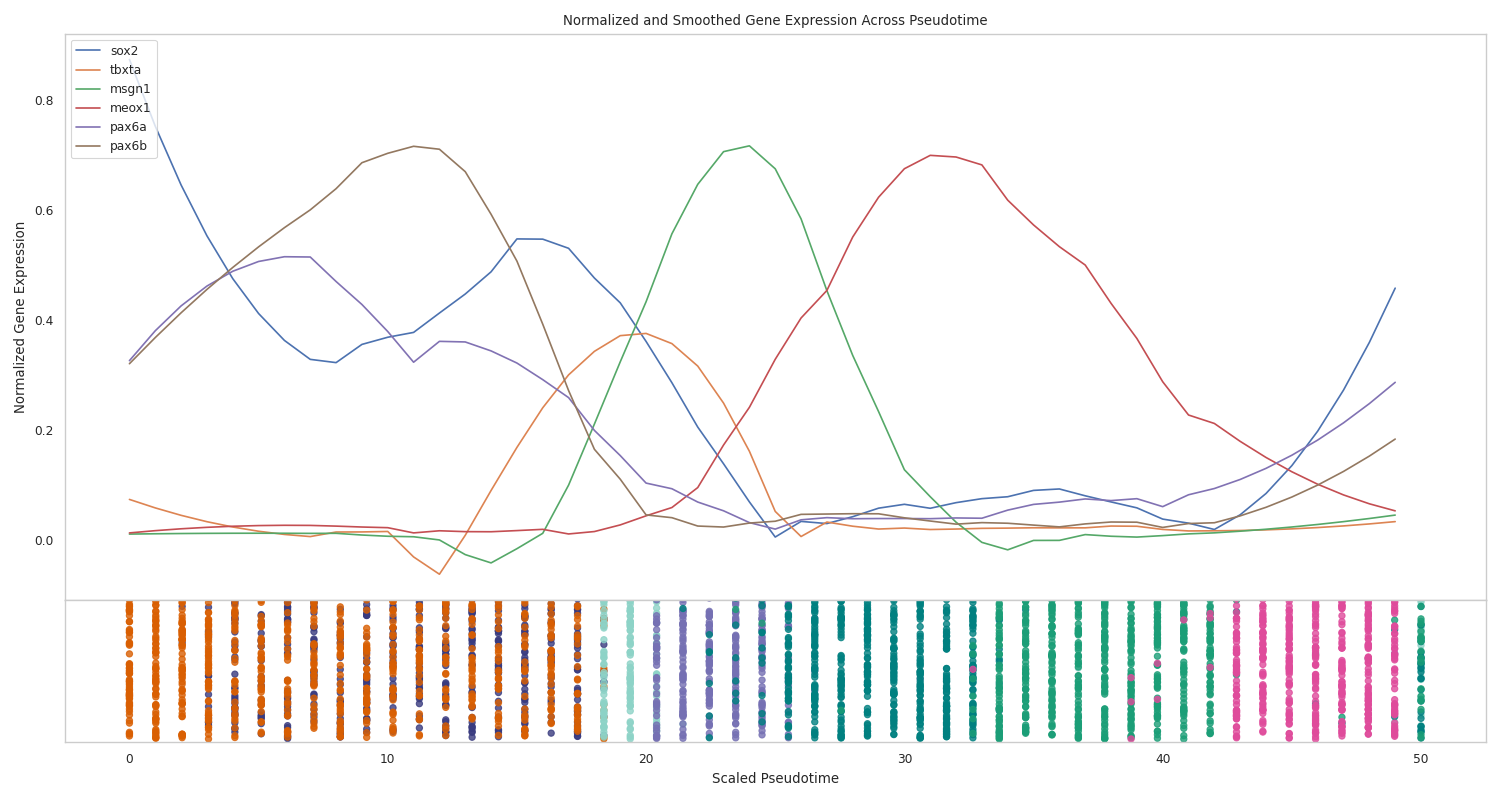 Normalized and Smoothed Gene Expression Across Pseudotime
sox2
tbxta
msgn1
meox1
pax6a
pax6b
Normalized Gene Expression
0.8
0.6
0.4
0.2
0.0
0 10 20 30 40 50
Scaled Pseudotime